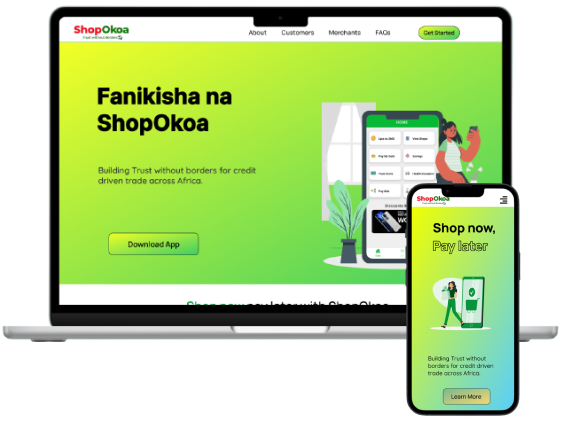 ShopOkoa
Trust without Borders
About Customers Merchants FAQs Get Started
Fanikisha na
ShopOkoa
Building Trust without borders for credit
driven trade across Africa.
Download App
HOME
Shop now pay later with ShopOkoa
ShopOkoa
Shop now,
Pay later
Building Trust without
borders for credit driven
trade across Africa.
Learn More